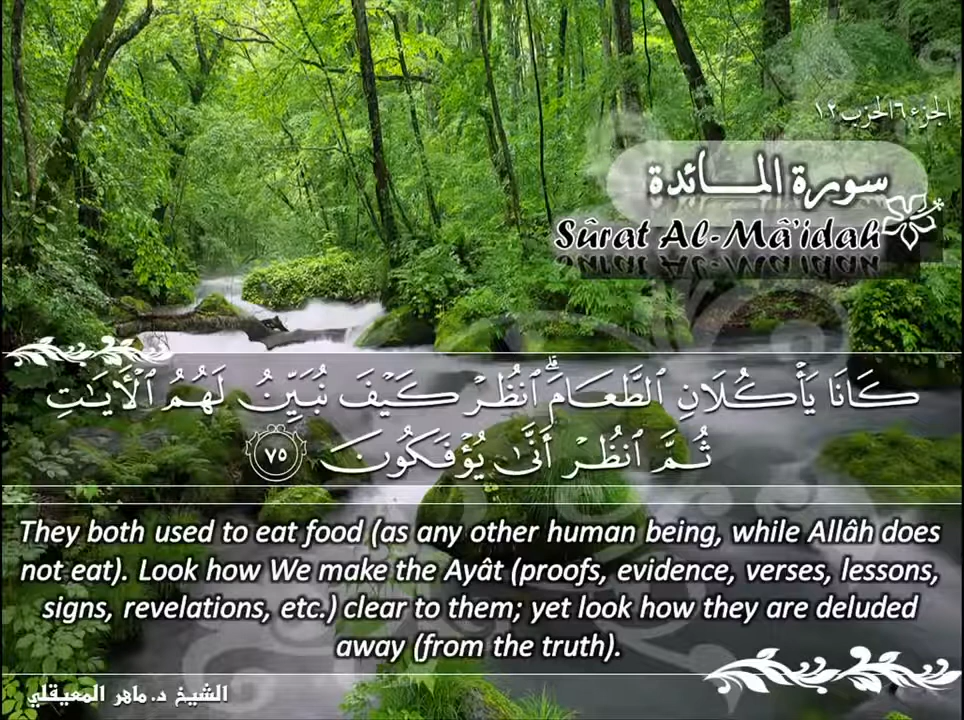 الجزء ٦ الحزب ١٢
سورة المائدة
Sûrat Al-Mâ'idah
كَانَا يَأْكُلَانِ ٱلطَّعَامَ ۗ ٱنظُرْ كَيْفَ نُبَيِّنُ لَهُمُ ٱلْـَٔايَـٰتِ
ثُمَّ ٱنظُرْ أَنَّىٰ يُؤْفَكُونَ ٧٥
They both used to eat food (as any other human being, while Allâh does
not eat). Look how We make the Ayât (proofs, evidence, verses, lessons,
signs, revelations, etc.) clear to them; yet look how they are deluded
away (from the truth).
الشيخ د. ماهر المعيقلي